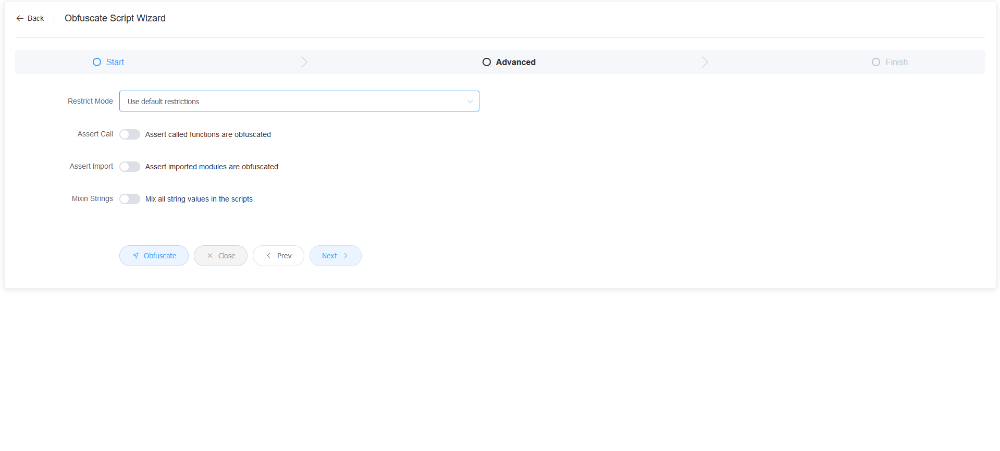 Back Obfuscate Script Wizard
Start Advanced Finish
Restrict Mode Use default restrictions
Assert Call Assert called functions are obfuscated
Assert Import Assert imported modules are obfuscated
Mixin Strings Mix all string values in the scripts
Obfuscate Close Prev Next